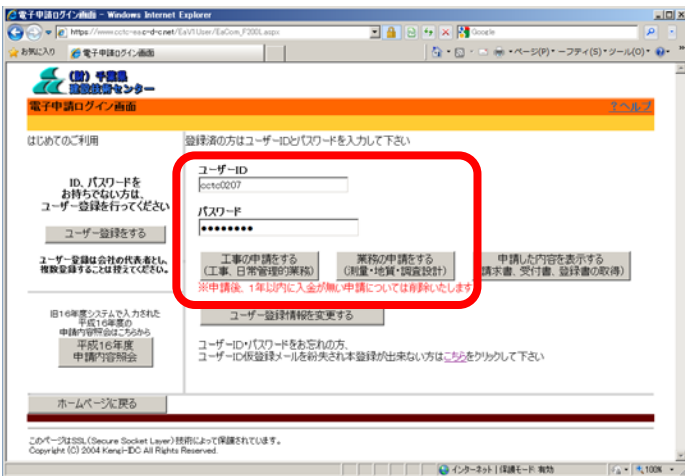 電子申請ログイン画面 - Windows Internet Explorer
https://www.cctc-eac-d-c.net/EaV1User/EaCom_F200L.aspx
Google
お気に入り
電子申請ログイン画面
ページ(P)
セーフティ(S)
ツール(O)
(財) 千葉県
建設技術センター
電子申請ログイン画面
?ヘルプ
はじめてのご利用
登録済の方はユーザーIDとパスワードを入力して下さい
ID、パスワードを
お持ちでない方は、
ユーザー登録を行ってください
ユーザー登録をする
ユーザー登録は会社の代表者とし、
複数登録することは控えてください。
ユーザーID
cctc0207
パスワード
●●●●●●●●
工事の申請をする
(工事、日常管理的業務)
業務の申請をする
(測量・地質・調査設計)
申請した内容を表示する
請求書、受付書、登録書の取得)
※申請後、1年以内に入金が無い申請については削除いたします
旧16年度システムで入力された
平成16年度の
申請内容照会はこちらから
平成16年度
申請内容照会
ユーザー登録情報を変更する
ユーザーID・パスワードをお忘れの方、
ユーザーID仮登録メールを紛失され本登録が出来ない方はこちらをクリックして下さい
ホームページに戻る
このページはSSL(Secure Socket Layer)技術によって保護されています。
Copyright (C) 2004 Kengi-IDC All Rights Reserved.
インターネット | 保護モード: 有効
100%